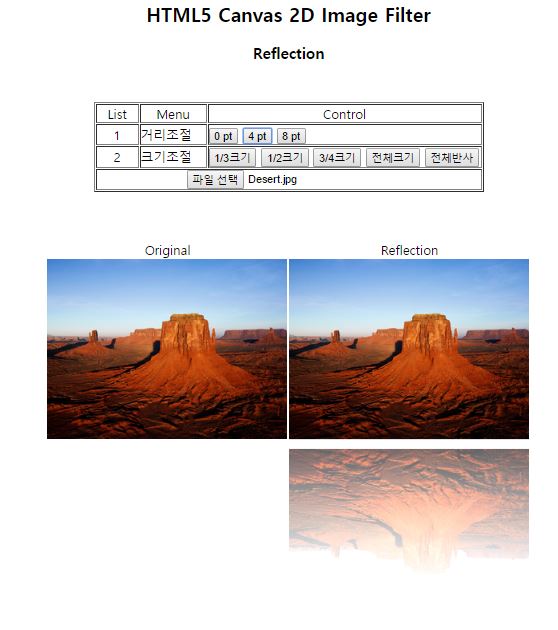 HTML5 Canvas 2D Image Filter
Reflection
List Menu Control
1 거리조절 0 pt 4 pt 8 pt
2 크기조절 1/3크기 1/2크기 3/4크기 전체크기 전체반사
파일 선택 Desert.jpg
Original Reflection